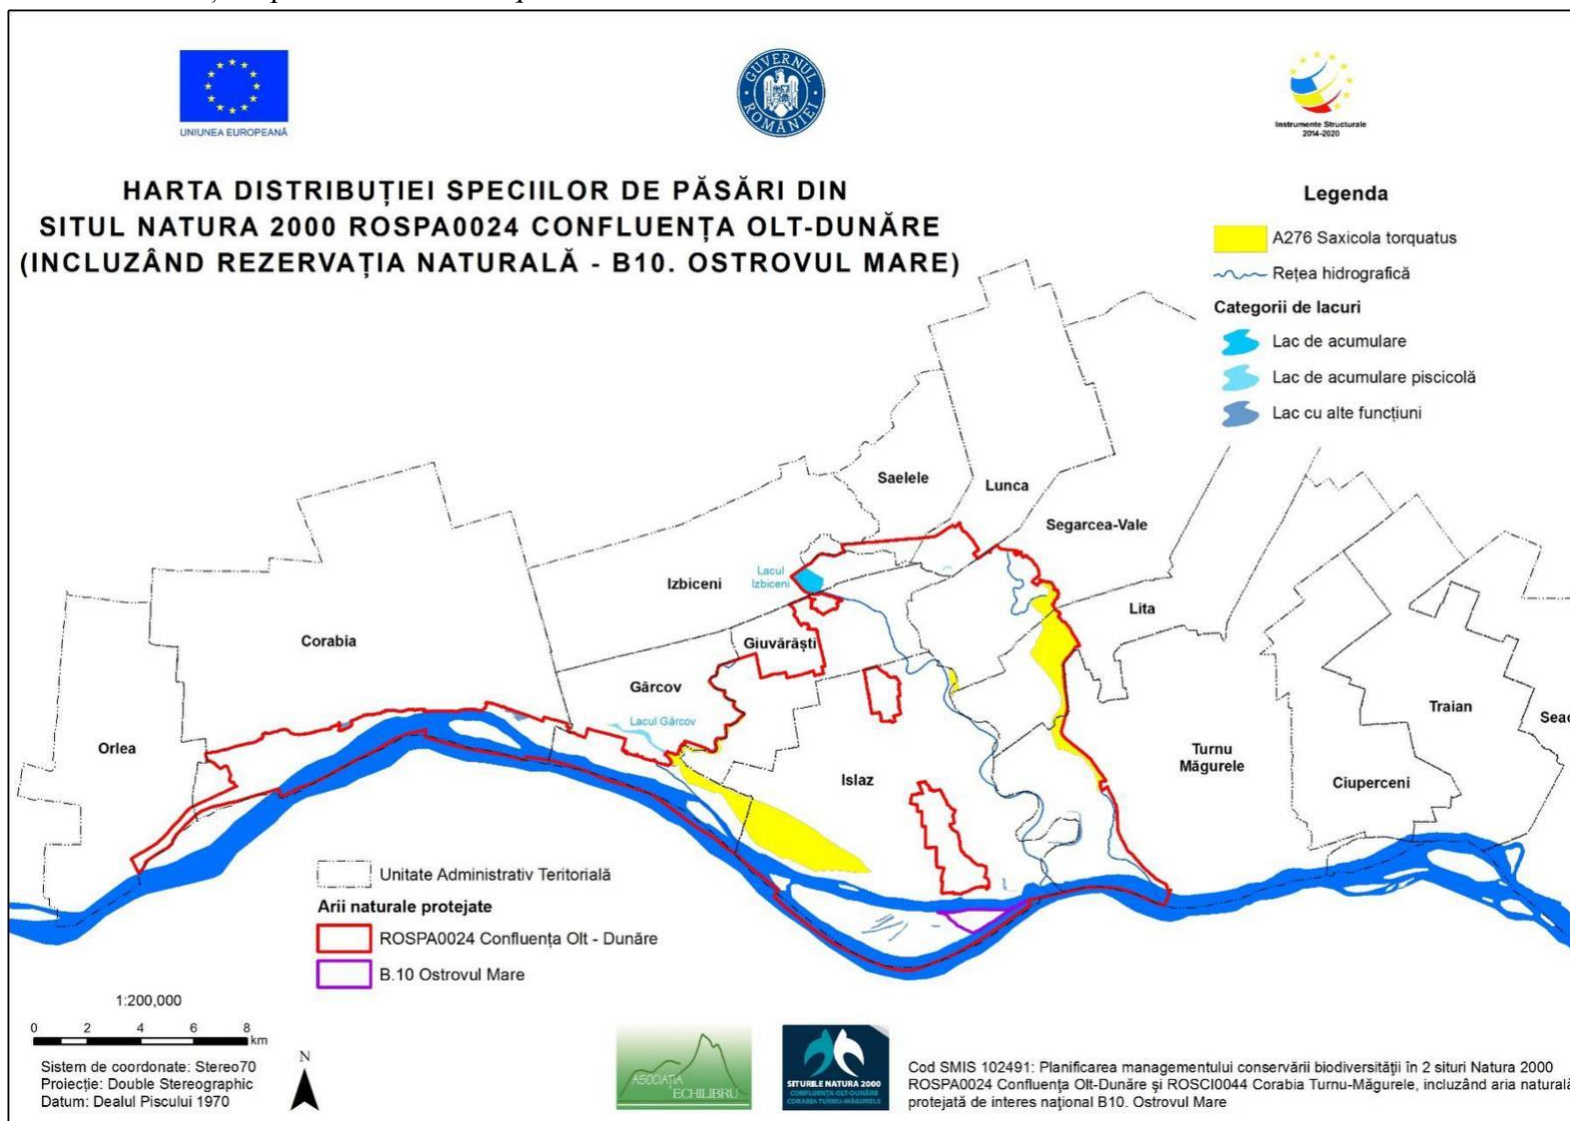 UNIUNEA EUROPEANĂ
GUVERNUL ROMÂNIEI
Instrumente Structurale
2014-2020
HARTA DISTRIBUȚIEI SPECIILOR DE PĂSĂRI DIN
SITUL NATURA 2000 ROSPA0024 CONFLUENȚA OLT-DUNĂRE
(INCLUZÂND REZERVAȚIA NATURALĂ - B10. OSTROVUL MARE)
Legenda
A276 Saxicola torquatus
Rețea hidrografică
Categorii de lacuri
Lac de acumulare
Lac de acumulare piscicolă
Lac cu alte funcțiuni
Saelele
Lunca
Segarcea-Vale
Izbiceni
Lacul
Izbiceni
Lita
Corabia
Giuvărăști
Gârcov
Lacul Gârcov
Orlea
Islaz
Turnu
Măgurele
Traian
Seac
Ciuperceni
Unitate Administrativ Teritorială
Arii naturale protejate
ROSPA0024 Confluența Olt - Dunăre
B.10 Ostrovul Mare
1:200,000
0 2 4 6 8
km
N
Sistem de coordonate: Stereo70
Proiecție: Double Stereographic
Datum: Dealul Piscului 1970
ASOCIAȚIA
ECHILIBRU
SITURILE NATURA 2000
CONFLUENȚA OLT-DUNĂRE
CORABIA TURNU-MĂGURELE
Cod SMIS 102491: Planificarea managementului conservării biodiversităţii în 2 situri Natura 2000
ROSPA0024 Confluența Olt-Dunăre și ROSCI0044 Corabia Turnu-Măgurele, incluzând aria naturală
protejată de interes naţional B10. Ostrovul Mare